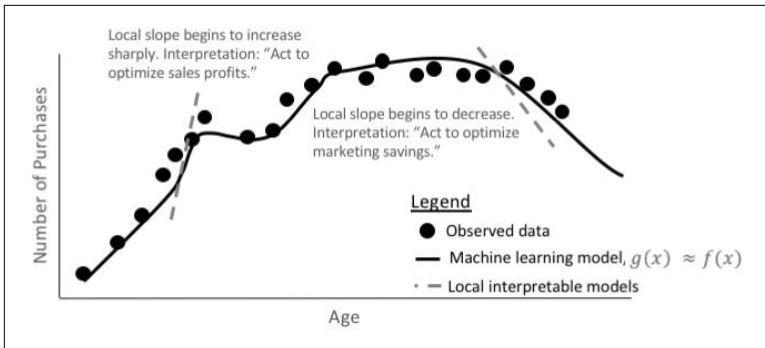 Local slope begins to increase
sharply. Interpretation: “Act to
optimize sales profits.”
Local slope begins to decrease.
Interpretation: “Act to optimize
marketing savings.”
Number of Purchases
Legend
Observed data
Machine learning model, g(x) ≈ f(x)
Local interpretable models
Age